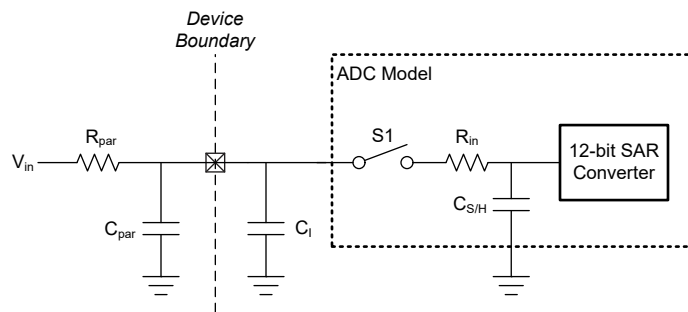 Device
Boundary
ADC Model
R_par
S1
R_in
V_in
12-bit SAR
Converter
C_par
C_I
C_S/H